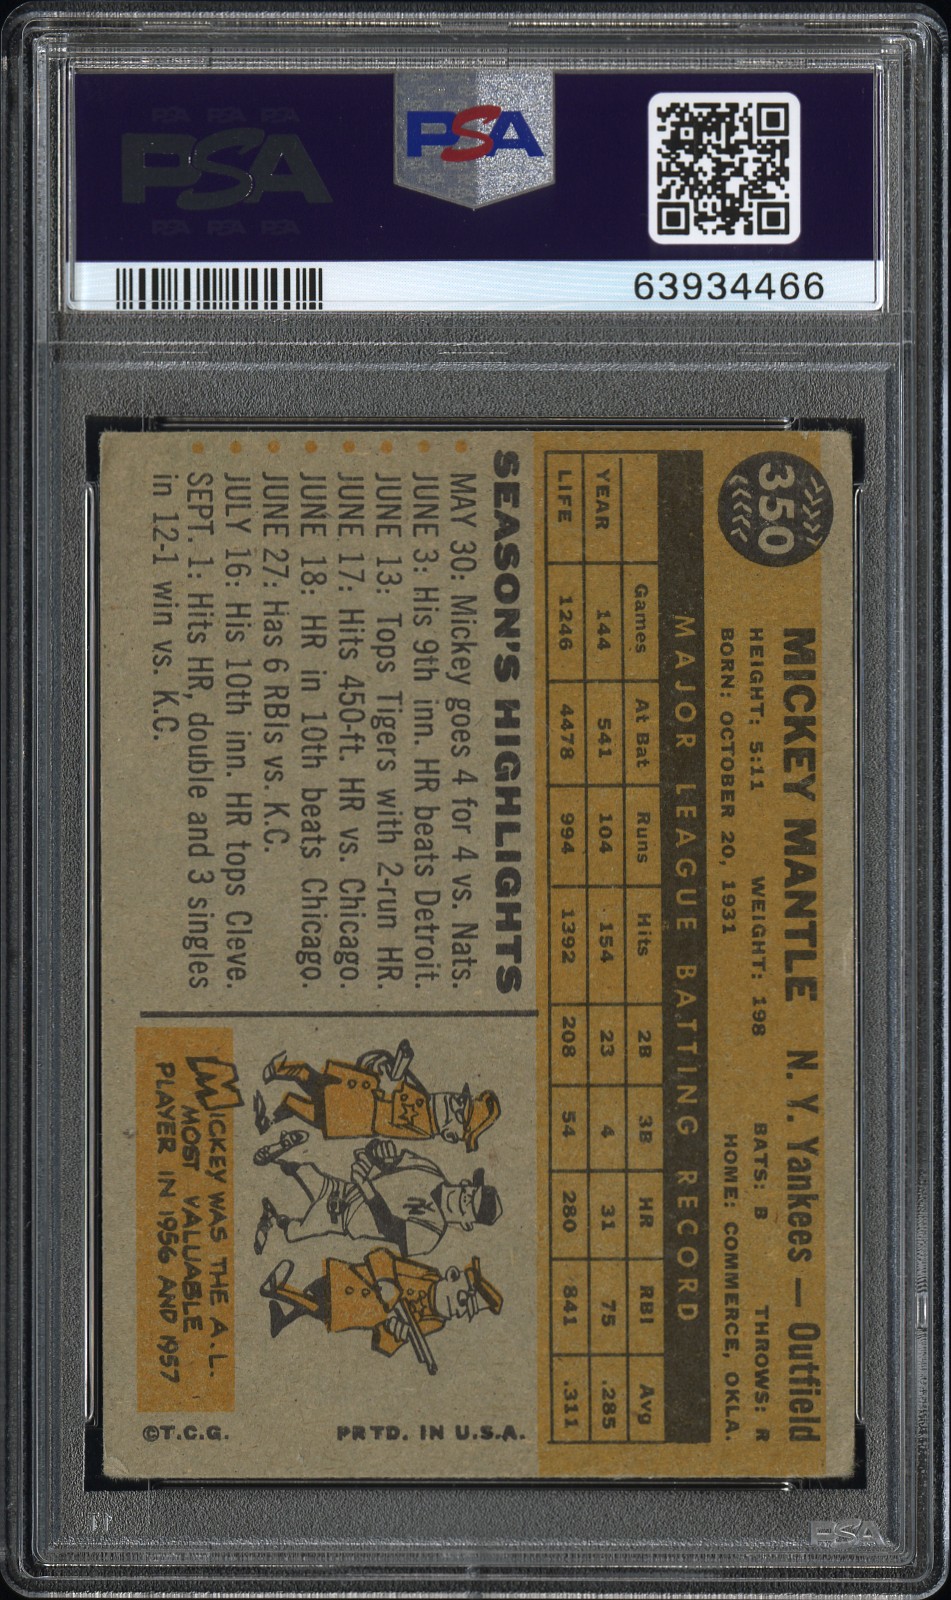 PSA PSA PSA
PSA
PSA PSA PSA
PSA
63934466
350
MICKEY MANTLE N. Y. Yankees — Outfield
HEIGHT: 5:11 WEIGHT: 198 BATS: B THROWS: R
BORN: OCTOBER 20, 1931 HOME: COMMERCE, OKLA.
MAJOR LEAGUE BATTING RECORD
Games At Bat Runs Hits 2B 3B HR RBI Avg
YEAR 144 541 104 154 23 4 31 75 .285
LIFE 1246 4478 994 1392 208 54 280 841 .311
SEASON'S HIGHLIGHTS
MAY 30: Mickey goes 4 for 4 vs. Nats.
JUNE 3: His 9th inn. HR beats Detroit.
JUNE 13: Tops Tigers with 2-run HR.
JUNE 17: Hits 450-ft. HR vs. Chicago.
JUNE 18: HR in 10th beats Chicago.
JUNE 27: Has 6 RBIs vs. K.C.
JULY 16: His 10th inn. HR tops Cleve.
SEPT. 1: Hits HR, double and 3 singles
in 12-1 win vs. K.C.
NY
MICKEY WAS THE A.L.
MOST VALUABLE
PLAYER IN 1956 AND 1957
©T.C.G. PRTD. IN U.S.A.
PSA